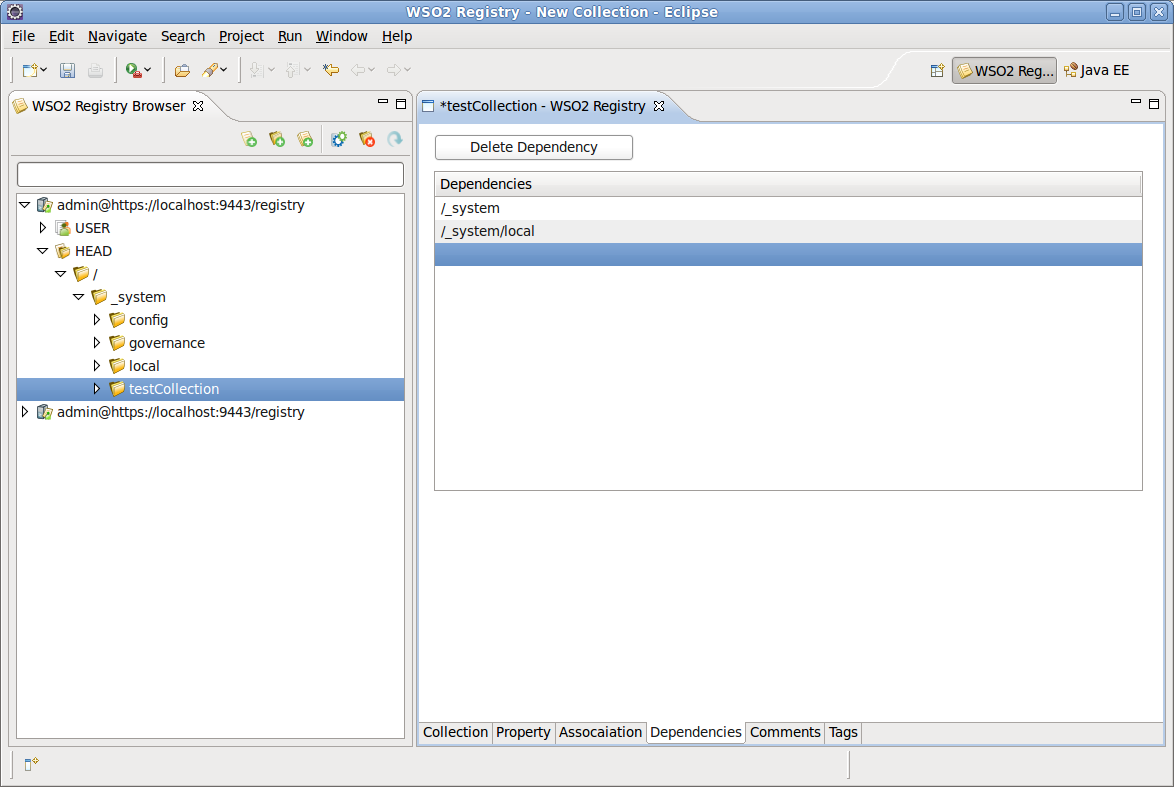 WSO2 Registry - New Collection - Eclipse
File Edit Navigate Search Project Run Window Help
WSO2 Reg... Java EE
WSO2 Registry Browser
admin@https://localhost:9443/registry
USER
HEAD
/
_system
config
governance
local
testCollection
admin@https://localhost:9443/registry
*testCollection - WSO2 Registry
Delete Dependency
Dependencies
/_system
/_system/local
Collection Property Assocaiation Dependencies Comments Tags